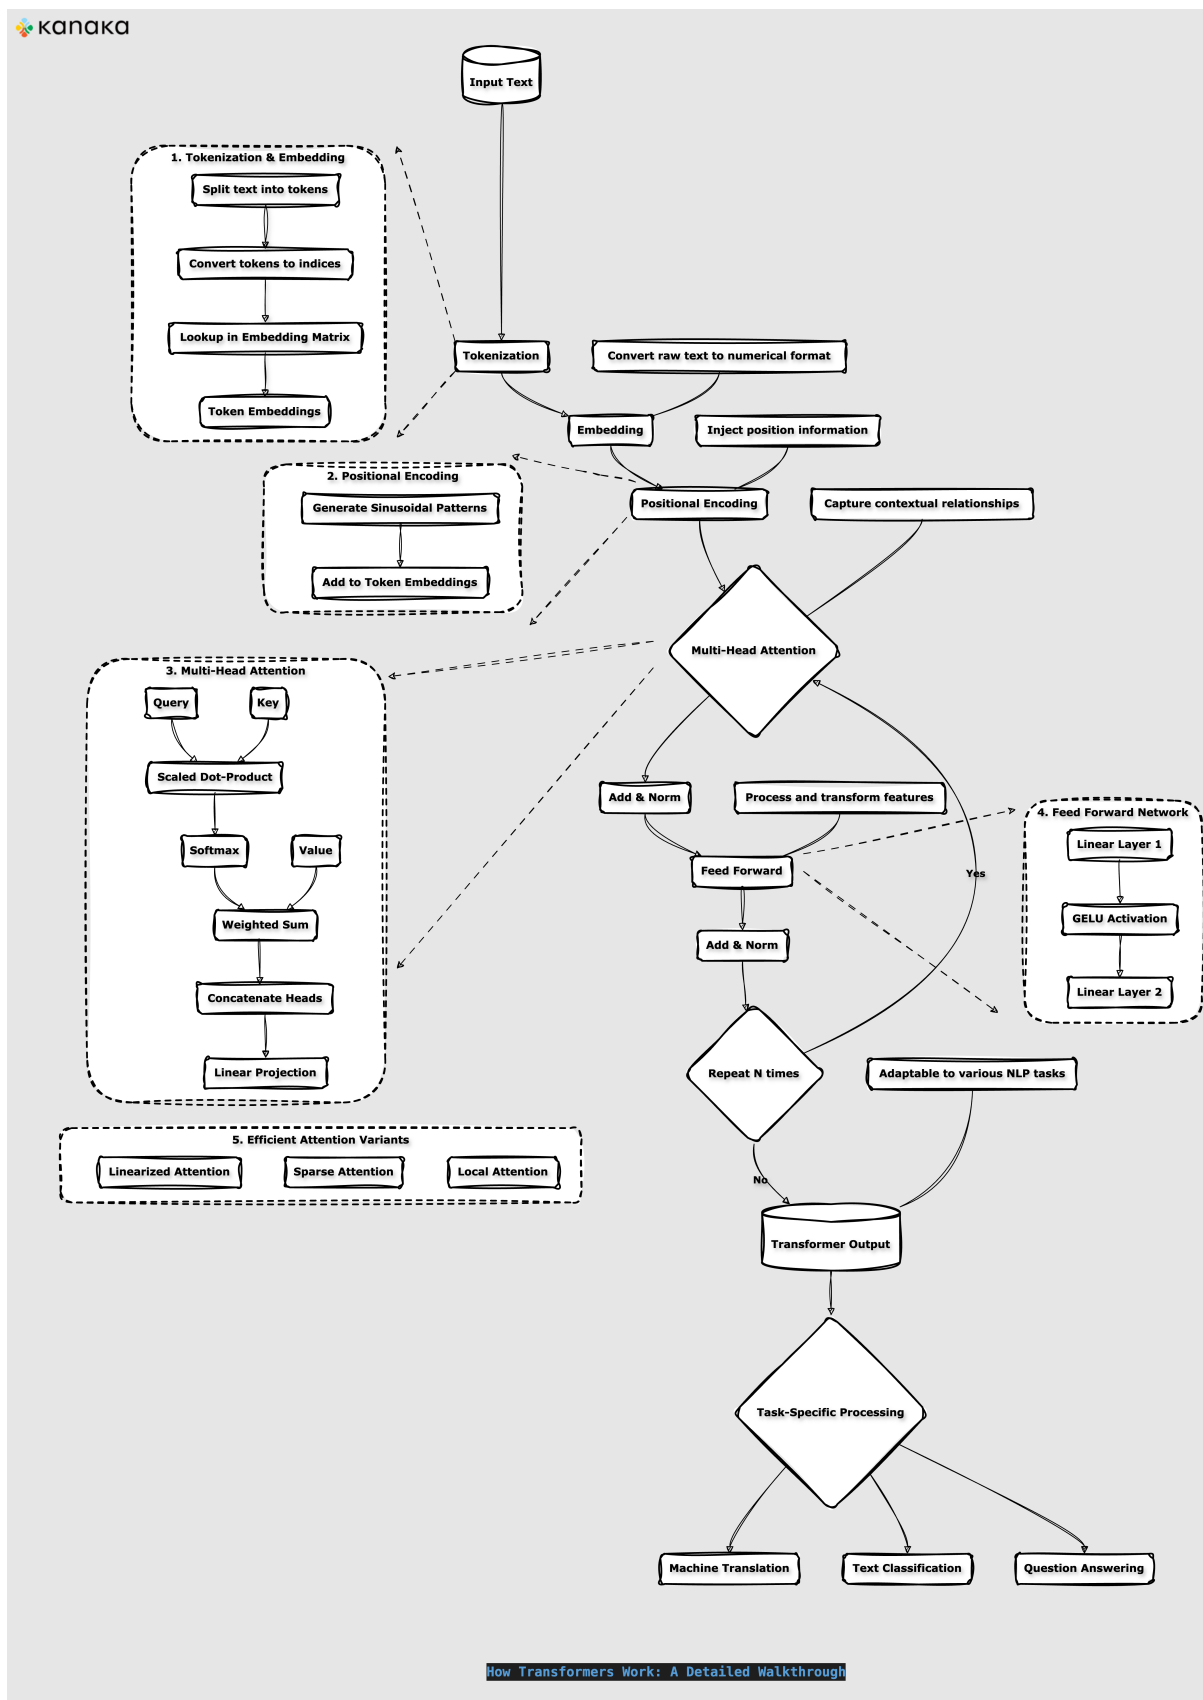 kanaka
Input Text
1. Tokenization & Embedding
Split text into tokens
Convert tokens to indices
Lookup in Embedding Matrix
Token Embeddings
Tokenization
Convert raw text to numerical format
Embedding
Inject position information
2. Positional Encoding
Generate Sinusoidal Patterns
Add to Token Embeddings
Positional Encoding
Capture contextual relationships
Multi-Head Attention
3. Multi-Head Attention
Query
Key
Scaled Dot-Product
Softmax
Value
Weighted Sum
Concatenate Heads
Linear Projection
Add & Norm
Process and transform features
Feed Forward
Yes
4. Feed Forward Network
Linear Layer 1
GELU Activation
Linear Layer 2
Add & Norm
Repeat N times
Adaptable to various NLP tasks
5. Efficient Attention Variants
Linearized Attention
Sparse Attention
Local Attention
No
Transformer Output
Task-Specific Processing
Machine Translation
Text Classification
Question Answering
How Transformers Work: A Detailed Walkthrough